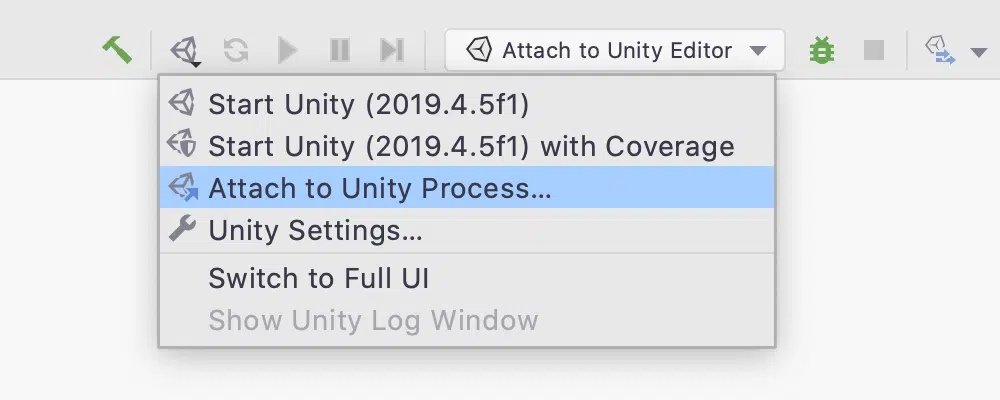 Attach to Unity Editor
Start Unity (2019.4.5f1)
Start Unity (2019.4.5f1) with Coverage
Attach to Unity Process...
Unity Settings...
Switch to Full UI
Show Unity Log Window